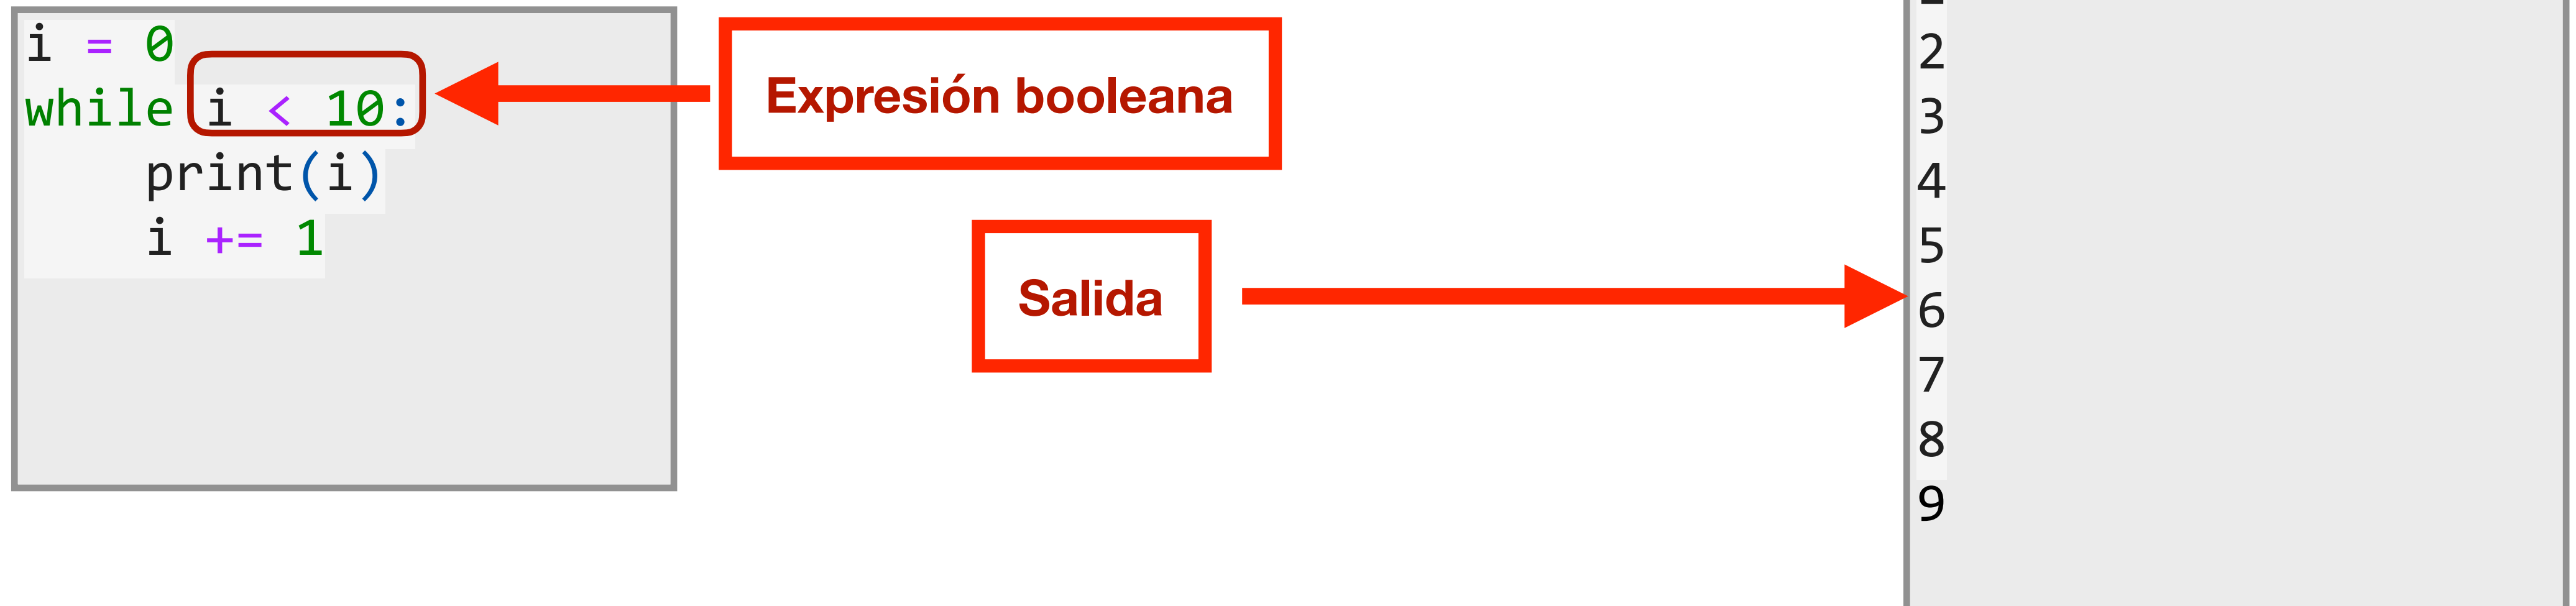 i = 0
while i < 10:
    print(i)
    i += 1
Expresión booleana
Salida
2
3
4
5
6
7
8
9